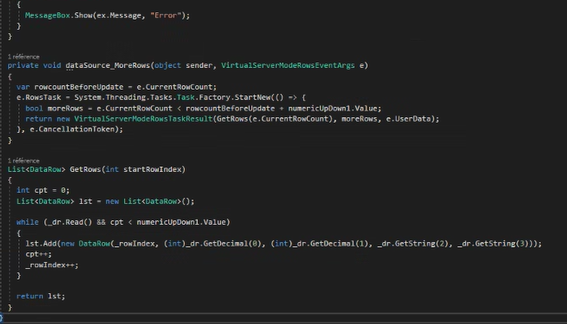 {
MessageBox.Show(ex.Message, "Error");
}
}
1 référence
private void dataSource_MoreRows(object sender, VirtualServerModeRowsEventArgs e)
{
var rowcountBeforeUpdate = e.CurrentRowCount;
e.RowsTask = System.Threading.Tasks.Task.Factory.StartNew(() => {
bool moreRows = e.CurrentRowCount < rowcountBeforeUpdate + numericUpDown1.Value;
return new VirtualServerModeRowsTaskResult(GetRows(e.CurrentRowCount), moreRows, e.UserData);
}, e.CancellationToken);
}
1 référence
List<DataRow> GetRows(int startRowIndex)
{
int cpt = 0;
List<DataRow> lst = new List<DataRow>();
while (_dr.Read() && cpt < numericUpDown1.Value)
{
lst.Add(new DataRow(_rowIndex, (int)_dr.GetDecimal(0), (int)_dr.GetDecimal(1), _dr.GetString(2), _dr.GetString(3)));
cpt++;
_rowIndex++;
}
return lst;
}
}